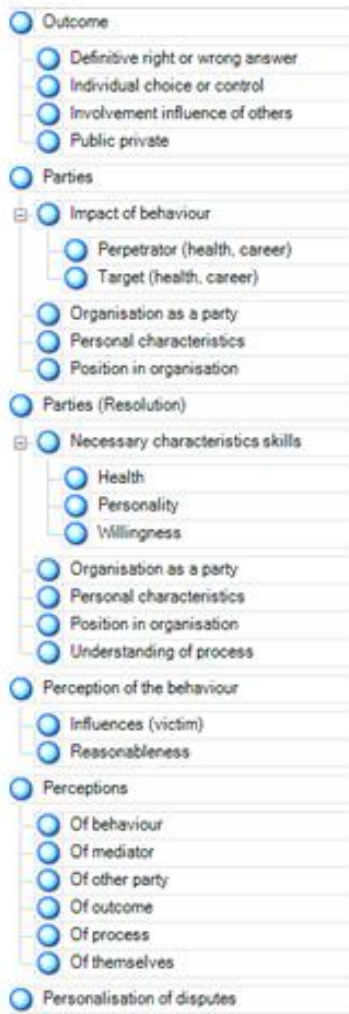 Outcome
Definitive right or wrong answer
Individual choice or control
Involvement influence of others
Public private
Parties
Impact of behaviour
Perpetrator (health, career)
Target (health, career)
Organisation as a party
Personal characteristics
Position in organisation
Parties (Resolution)
Necessary characteristics skills
Health
Personality
Willingness
Organisation as a party
Personal characteristics
Position in organisation
Understanding of process
Perception of the behaviour
Influences (victim)
Reasonableness
Perceptions
Of behaviour
Of mediator
Of other party
Of outcome
Of process
Of themselves
Personalisation of disputes